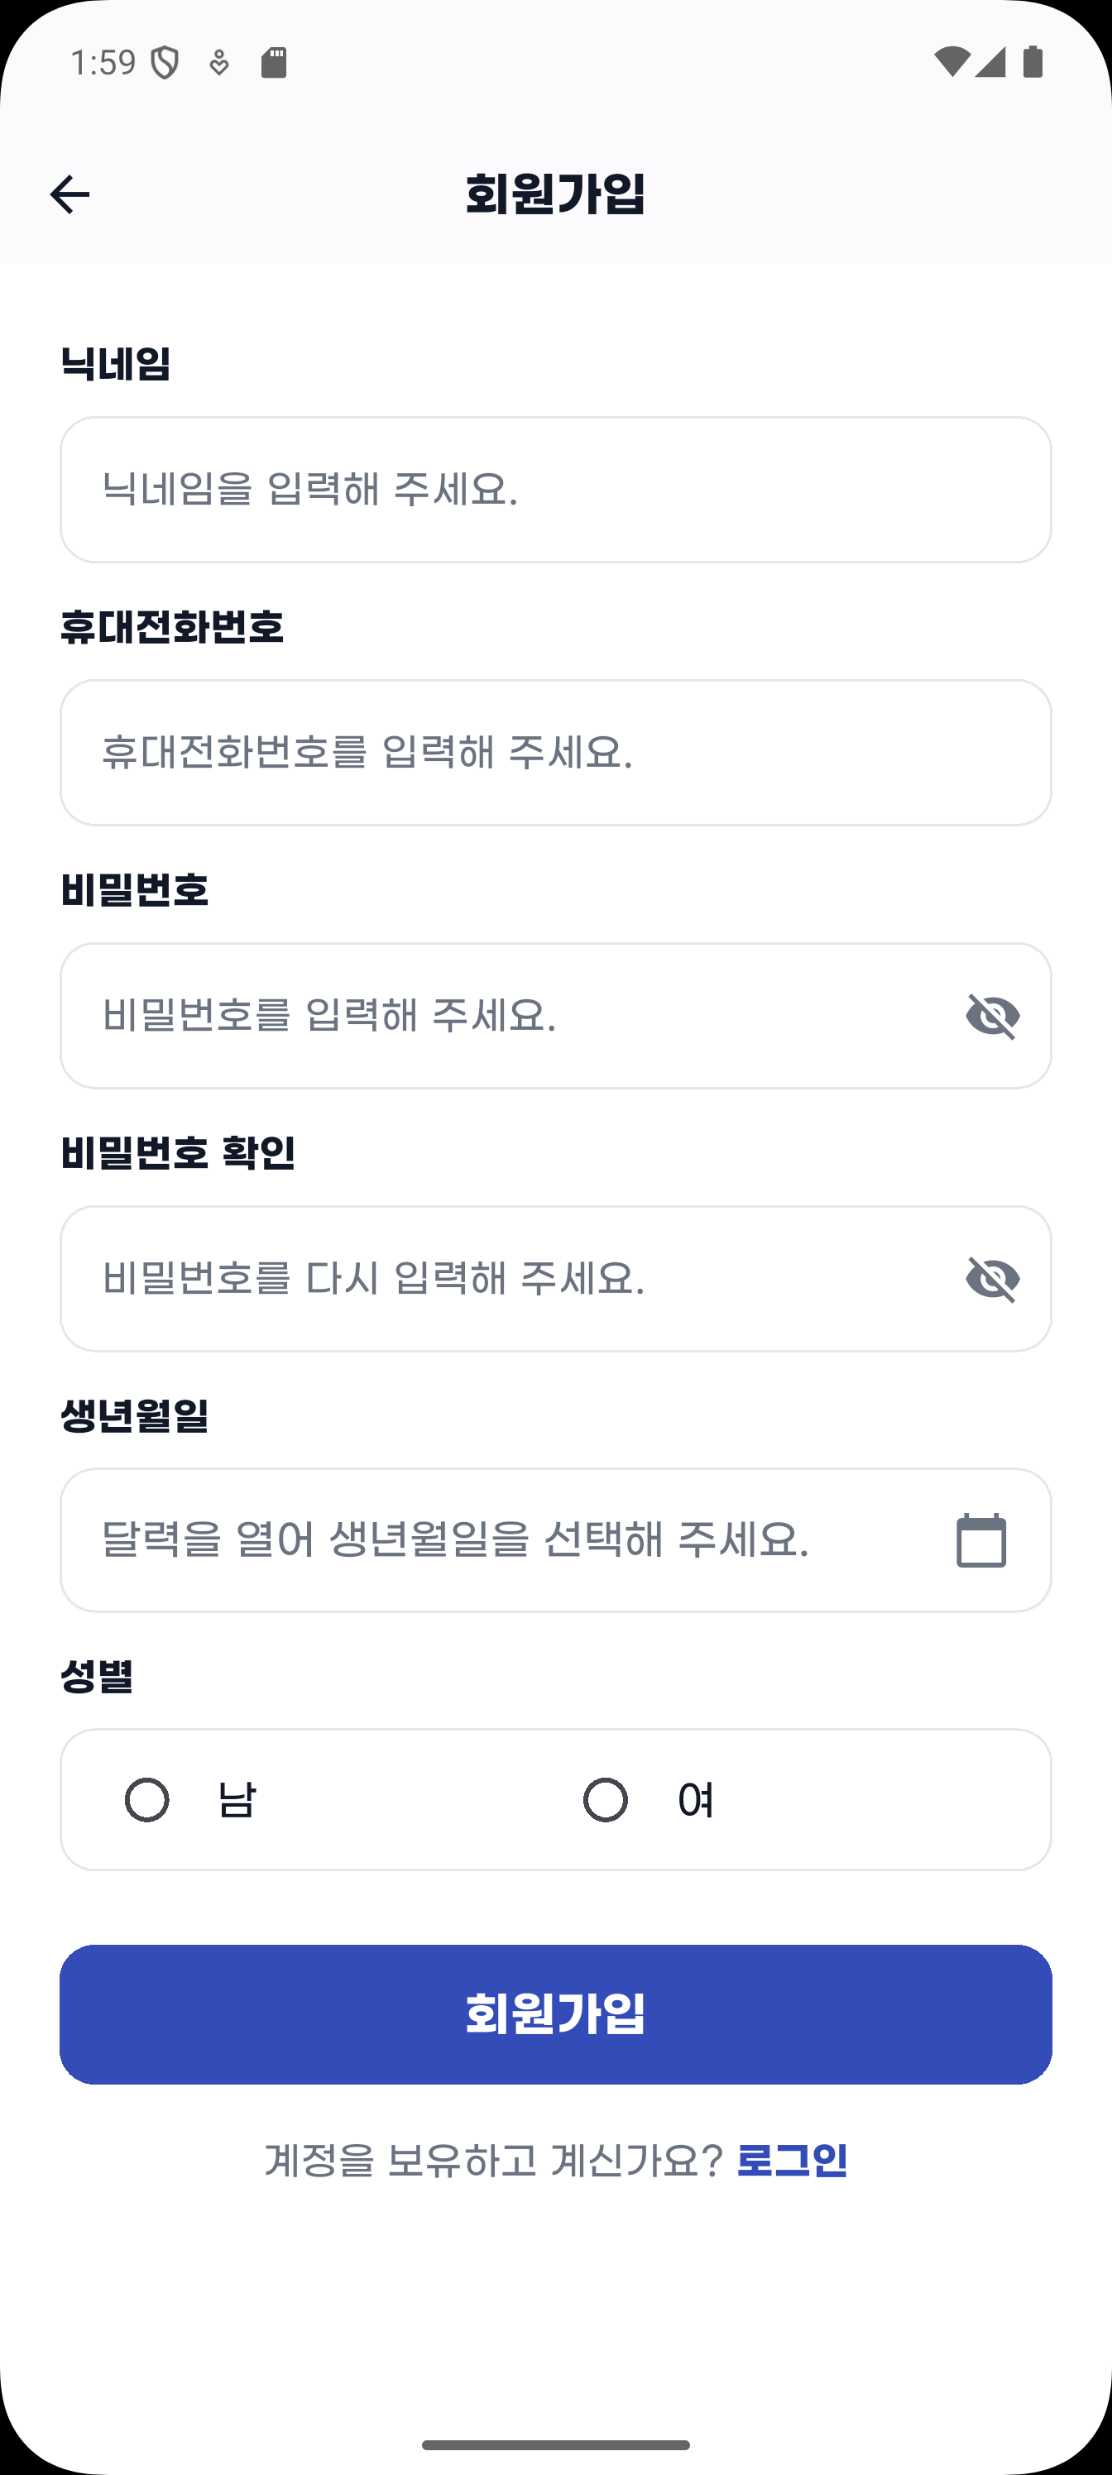 1:59
회원가입
닉네임
닉네임을 입력해 주세요.
휴대전화번호
휴대전화번호를 입력해 주세요.
비밀번호
비밀번호를 입력해 주세요.
비밀번호 확인
비밀번호를 다시 입력해 주세요.
생년월일
달력을 열어 생년월일을 선택해 주세요.
성별
남 여
회원가입
계정을 보유하고 계신가요? 로그인